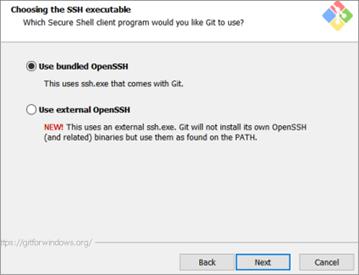 Choosing the SSH executable
Which Secure Shell client program would you like Git to use?
Use bundled OpenSSH
This uses ssh.exe that comes with Git.
Use external OpenSSH
NEW! This uses an external ssh.exe. Git will not install its own OpenSSH
(and related) binaries but use them as found on the PATH.
ttps://gitforwindows.org/
Back
Next
Cancel